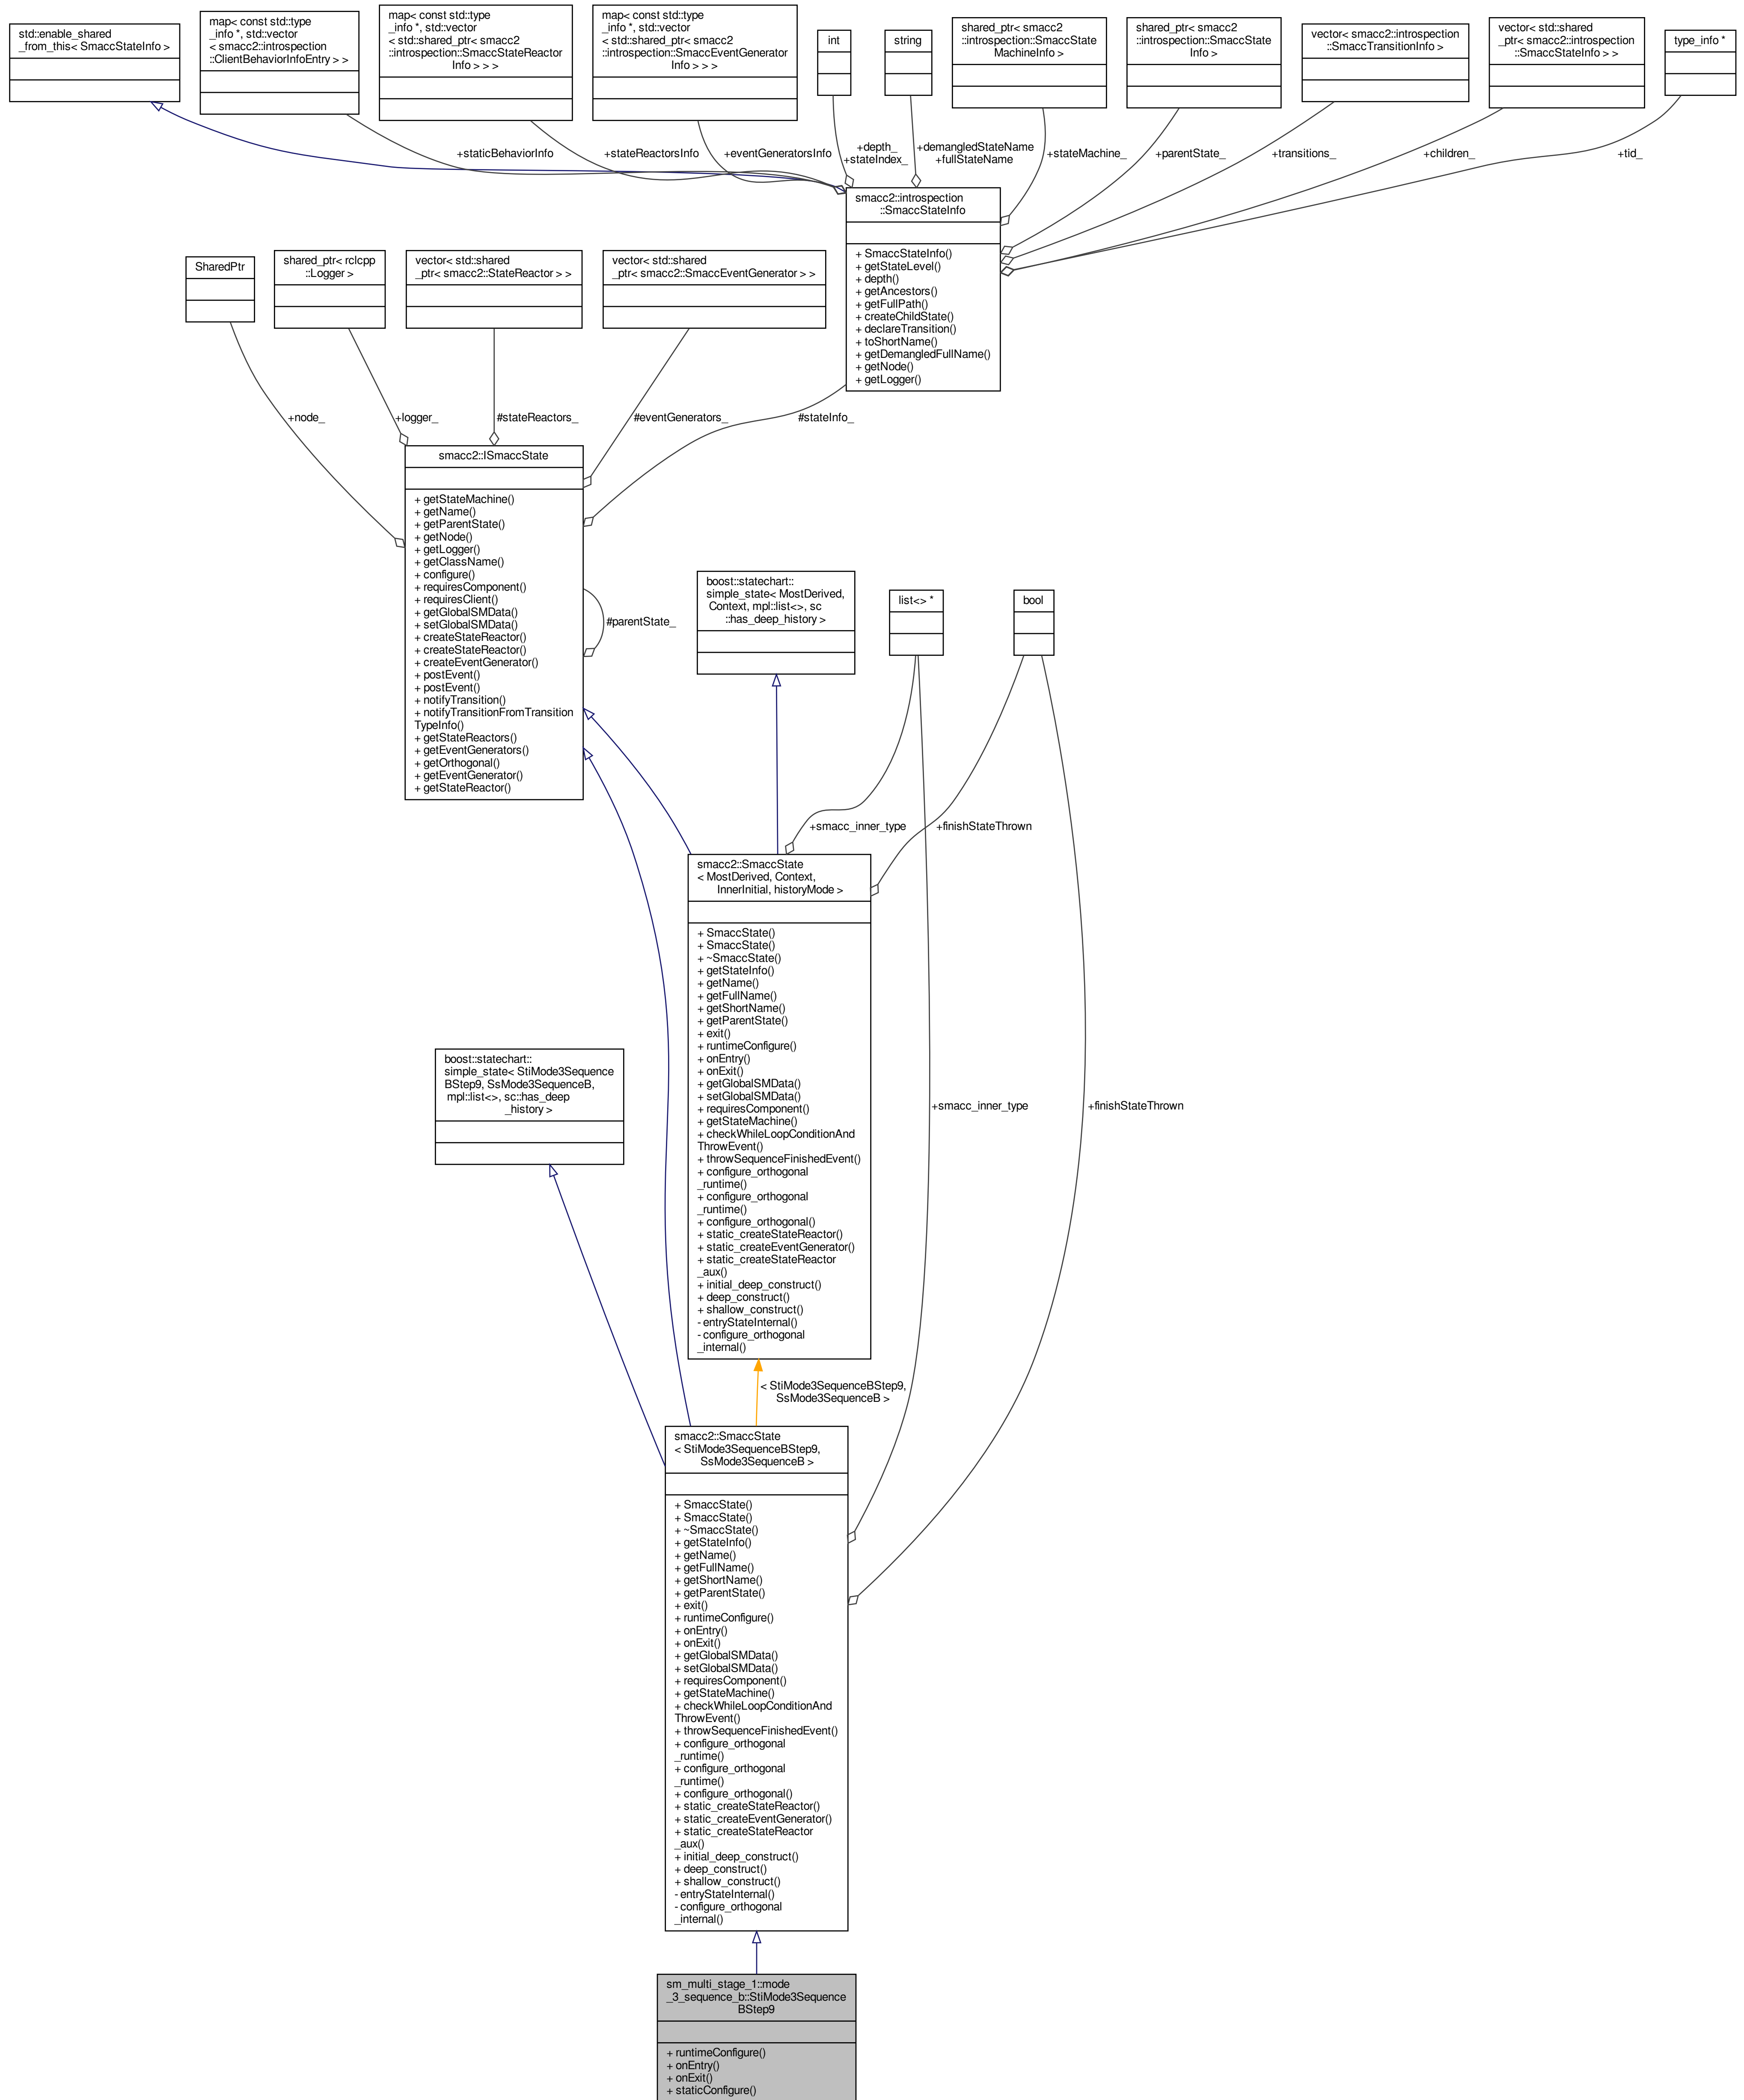 std::enable_shared
_from_this< SmaccStateInfo >
map< const std::type
_info *, std::vector
< smacc2::introspection
::ClientBehaviorInfoEntry > >
map< const std::type
_info *, std::vector
< std::shared_ptr< smacc2
::introspection::SmaccStateReactor
Info > > >
map< const std::type
_info *, std::vector
< std::shared_ptr< smacc2
::introspection::SmaccEventGenerator
Info > > >
int
string
shared_ptr< smacc2
::introspection::SmaccState
MachineInfo >
shared_ptr< smacc2
::introspection::SmaccState
Info >
vector< smacc2::introspection
::SmaccTransitionInfo >
vector< std::shared
_ptr< smacc2::introspection
::SmaccStateInfo > >
type_info *
+staticBehaviorInfo
+stateReactorsInfo
+eventGeneratorsInfo
+depth_
+stateIndex_
+demangledStateName
+fullStateName
+stateMachine_
+parentState_
+transitions_
+children_
+tid_
smacc2::introspection
::SmaccStateInfo
+ SmaccStateInfo()
+ getStateLevel()
+ depth()
+ getAncestors()
+ getFullPath()
+ createChildState()
+ declareTransition()
+ toShortName()
+ getDemangledFullName()
+ getNode()
+ getLogger()
SharedPtr
shared_ptr< rclcpp
::Logger >
vector< std::shared
_ptr< smacc2::StateReactor > >
vector< std::shared
_ptr< smacc2::SmaccEventGenerator > >
+node_
+logger_
#stateReactors_
#eventGenerators_
#stateInfo_
smacc2::ISmaccState
+ getStateMachine()
+ getName()
+ getParentState()
+ getNode()
+ getLogger()
+ getClassName()
+ configure()
+ requiresComponent()
+ requiresClient()
+ getGlobalSMData()
+ setGlobalSMData()
+ createStateReactor()
+ createStateReactor()
+ createEventGenerator()
+ postEvent()
+ postEvent()
+ notifyTransition()
+ notifyTransitionFromTransition
TypeInfo()
+ getStateReactors()
+ getEventGenerators()
+ getOrthogonal()
+ getEventGenerator()
+ getStateReactor()
#parentState_
boost::statechart::
simple_state< MostDerived,
Context, mpl::list<>, sc
::has_deep_history >
list<> *
bool
+smacc_inner_type
+finishStateThrown
smacc2::SmaccState
< MostDerived, Context,
InnerInitial, historyMode >
+ SmaccState()
+ SmaccState()
+ ~SmaccState()
+ getStateInfo()
+ getName()
+ getFullName()
+ getShortName()
+ getParentState()
+ exit()
+ runtimeConfigure()
+ onEntry()
+ onExit()
+ getGlobalSMData()
+ setGlobalSMData()
+ requiresComponent()
+ getStateMachine()
+ checkWhileLoopConditionAnd
ThrowEvent()
+ throwSequenceFinishedEvent()
+ configure_orthogonal
_runtime()
+ configure_orthogonal
_runtime()
+ configure_orthogonal()
+ static_createStateReactor()
+ static_createEventGenerator()
+ static_createStateReactor
_aux()
+ initial_deep_construct()
+ deep_construct()
+ shallow_construct()
- entryStateInternal()
- configure_orthogonal
_internal()
boost::statechart::
simple_state< StiMode3Sequence
BStep9, SsMode3SequenceB,
mpl::list<>, sc::has_deep
_history >
+smacc_inner_type
+finishStateThrown
< StiMode3SequenceBStep9,
SsMode3SequenceB >
smacc2::SmaccState
< StiMode3SequenceBStep9,
SsMode3SequenceB >
+ SmaccState()
+ SmaccState()
+ ~SmaccState()
+ getStateInfo()
+ getName()
+ getFullName()
+ getShortName()
+ getParentState()
+ exit()
+ runtimeConfigure()
+ onEntry()
+ onExit()
+ getGlobalSMData()
+ setGlobalSMData()
+ requiresComponent()
+ getStateMachine()
+ checkWhileLoopConditionAnd
ThrowEvent()
+ throwSequenceFinishedEvent()
+ configure_orthogonal
_runtime()
+ configure_orthogonal
_runtime()
+ configure_orthogonal()
+ static_createStateReactor()
+ static_createEventGenerator()
+ static_createStateReactor
_aux()
+ initial_deep_construct()
+ deep_construct()
+ shallow_construct()
- entryStateInternal()
- configure_orthogonal
_internal()
sm_multi_stage_1::mode
_3_sequence_b::StiMode3Sequence
BStep9
+ runtimeConfigure()
+ onEntry()
+ onExit()
+ staticConfigure()